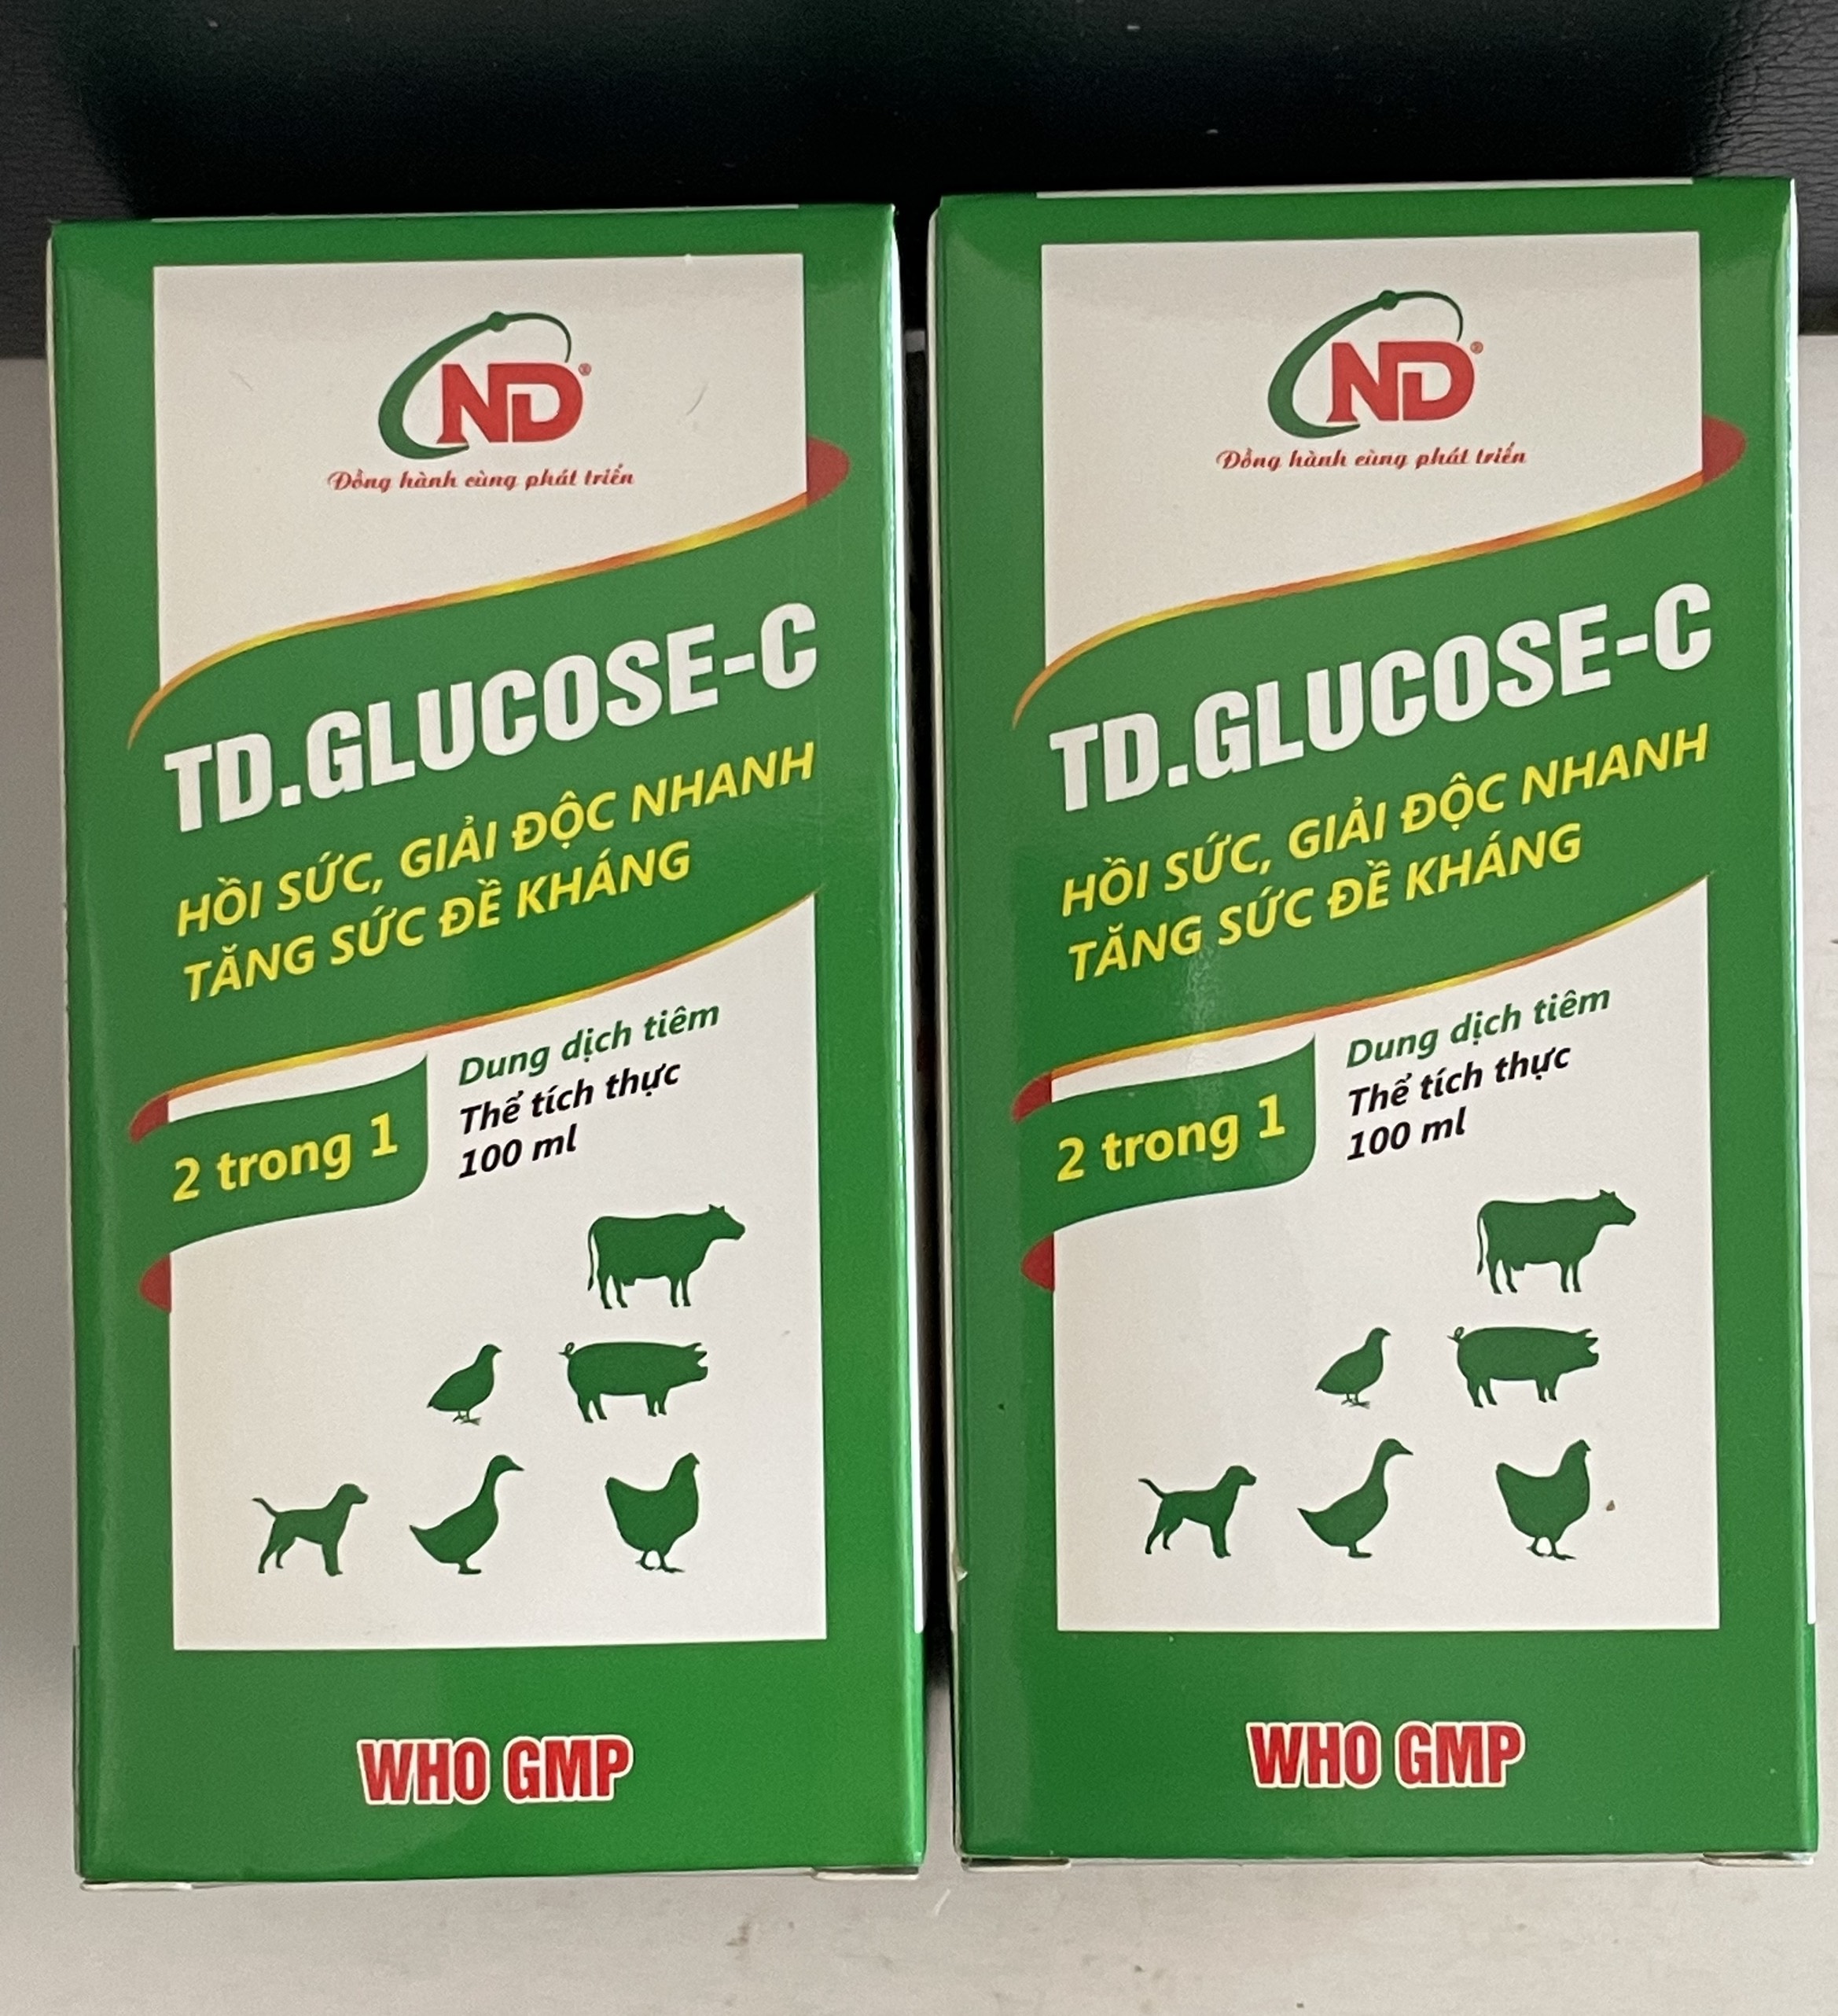 ND®
Đồng hành cùng phát triển
TD.GLUCOSE-C
HỒI SỨC, GIẢI ĐỘC NHANH
TĂNG SỨC ĐỀ KHÁNG
Dung dịch tiêm
Thể tích thực
100 ml
2 trong 1
WHO GMP
ND®
Đồng hành cùng phát triển
TD.GLUCOSE-C
HỒI SỨC, GIẢI ĐỘC NHANH
TĂNG SỨC ĐỀ KHÁNG
Dung dịch tiêm
Thể tích thực
100 ml
2 trong 1
WHO GMP